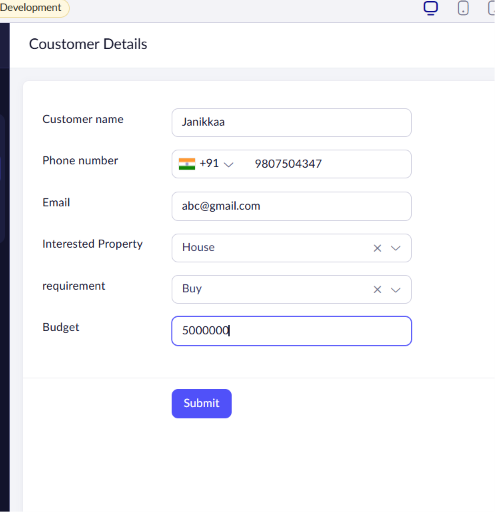 Development
Coustomer Details
Customer name
Janikkaa
Phone number
+91 9807504347
Email
abc@gmail.com
Interested Property
House
requirement
Buy
Budget
5000000
Submit